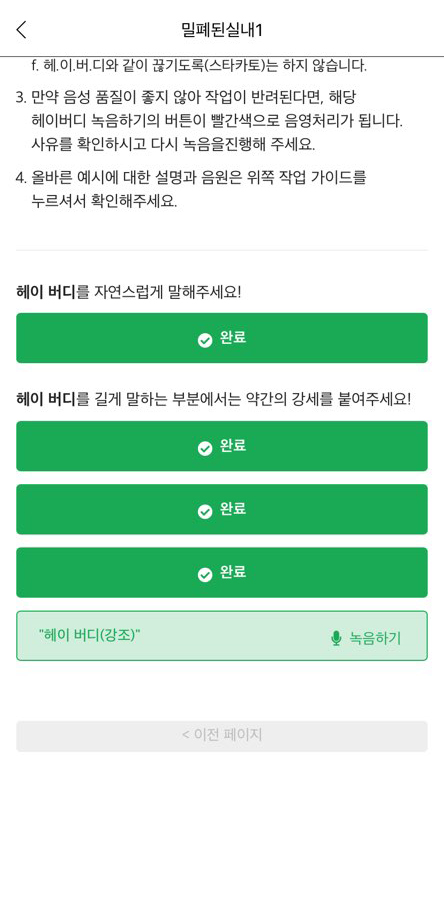 밀폐된실내1
f. 헤.이.버.디와 같이 끊기도록(스타카토)는 하지 않습니다.
3. 만약 음성 품질이 좋지 않아 작업이 반려된다면, 해당
헤이버디 녹음하기의 버튼이 빨간색으로 음영처리가 됩니다.
사유를 확인하시고 다시 녹음을진행해 주세요.
4. 올바른 예시에 대한 설명과 음원은 위쪽 작업 가이드를
누르셔서 확인해주세요.
헤이 버디를 자연스럽게 말해주세요!
완료
헤이 버디를 길게 말하는 부분에서는 약간의 강세를 붙여주세요!
완료
완료
완료
"헤이 버디(강조)" 녹음하기
< 이전 페이지